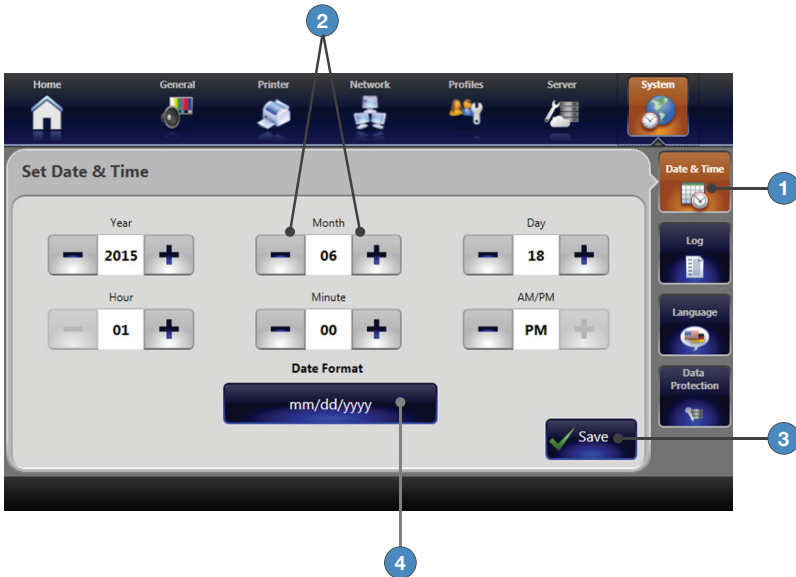 2
Home General Printer Network Profiles Server System
Set Date & Time
Date & Time
1
Year Month Day
2015 06 18
Log
Hour Minute AM/PM
01 00 PM
Language
Date Format
mm/dd/yyyy
Data
Protection
Save
3
4